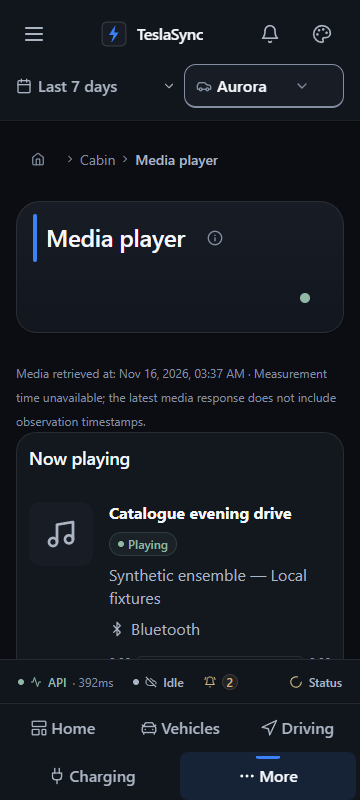 TeslaSync
Last 7 days
Aurora
Cabin
Media player
Media player
Media retrieved at: Nov 16, 2026, 03:37 AM · Measurement
time unavailable; the latest media response does not include
observation timestamps.
Now playing
Catalogue evening drive
Playing
Synthetic ensemble — Local
fixtures
Bluetooth
API · 392ms
Idle
2
Status
Home
Vehicles
Driving
Charging
More